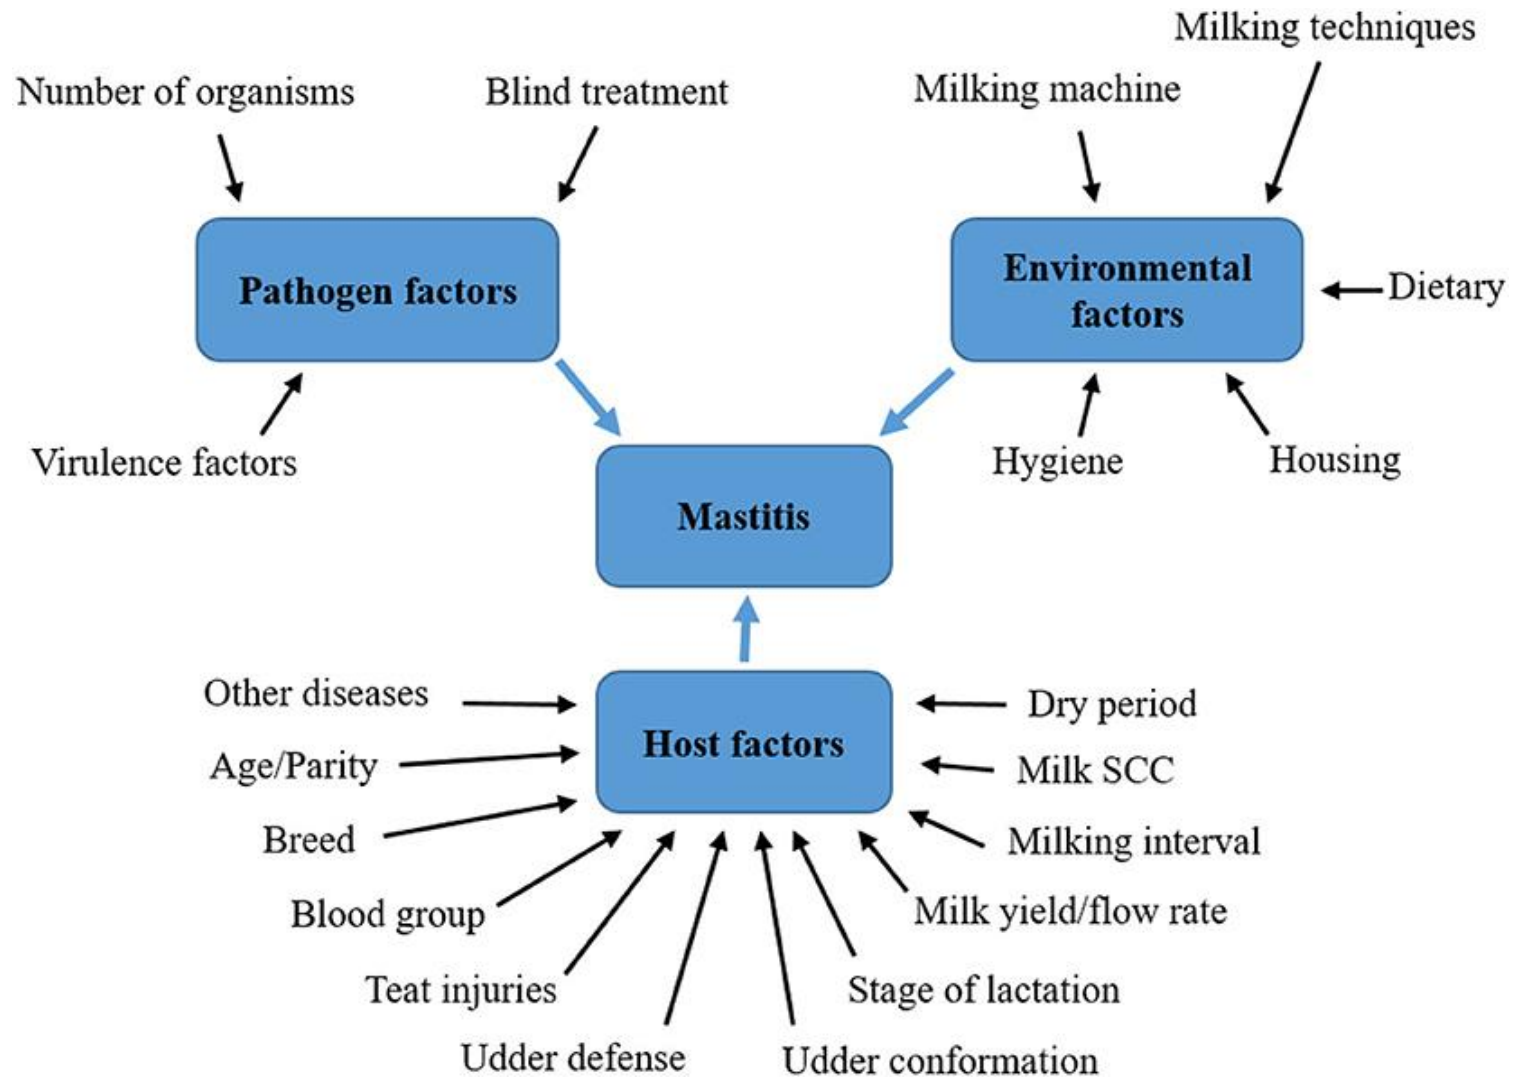 Milking techniques
Number of organisms
Blind treatment
Milking machine
Pathogen factors
Environmental
factors
Dietary
Virulence factors
Hygiene
Housing
Mastitis
Other diseases
Host factors
Dry period
Age/Parity
Milk SCC
Breed
Milking interval
Blood group
Milk yield/flow rate
Teat injuries
Stage of lactation
Udder defense
Udder conformation